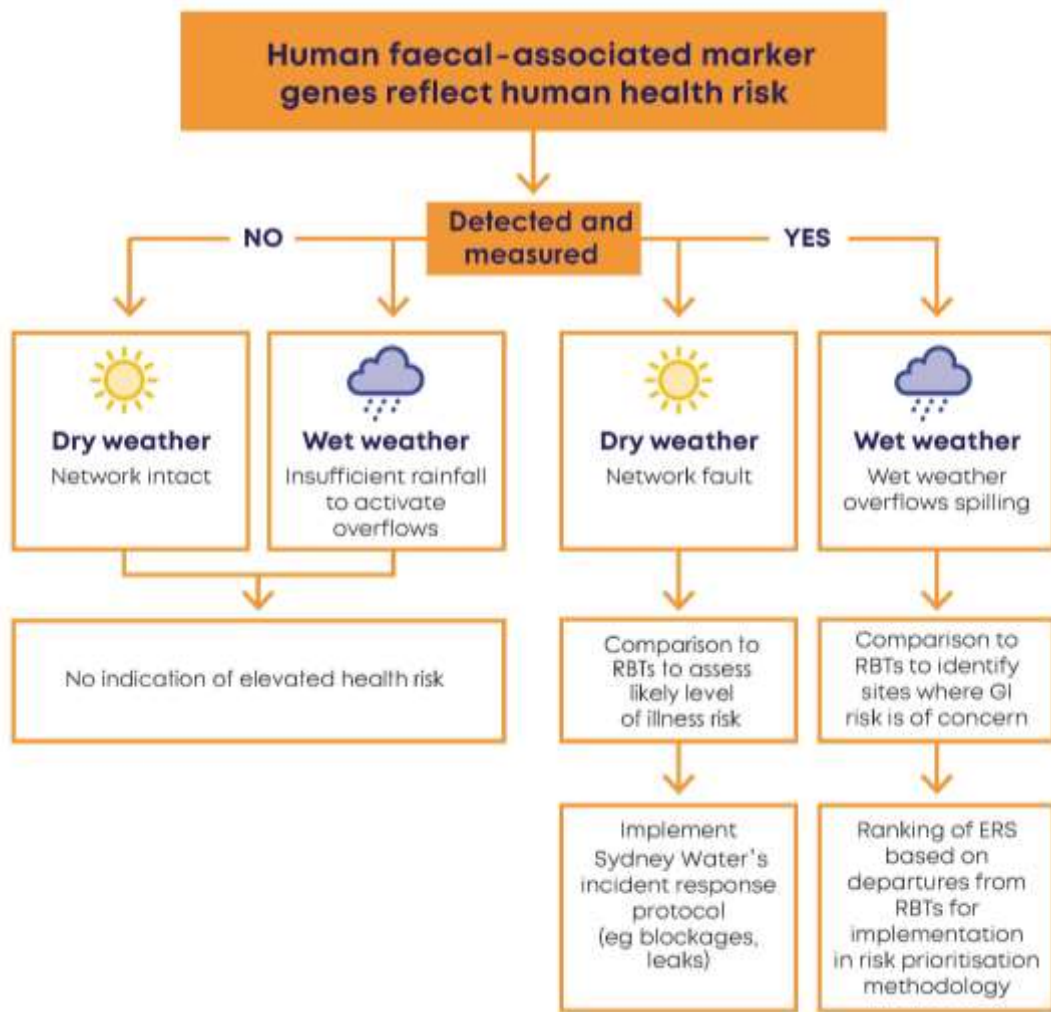 Human faecal-associated marker
genes reflect human health risk
Detected and
measured
NO
YES
Dry weather
Network intact
Wet weather
Insufficient rainfall
to activate
overflows
Dry weather
Network fault
Wet weather
Wet weather
overflows spilling
No indication of elevated health risk
Comparison to
RBTs to assess
likely level
of illness risk
Comparison to
RBTs to identify
sites where GI
risk is of concern
Implement
Sydney Water's
incident response
protocol
(eg blockages,
leaks)
Ranking of ERS
based on
departures from
RBTs for
implementation
in risk prioritisation
methodology